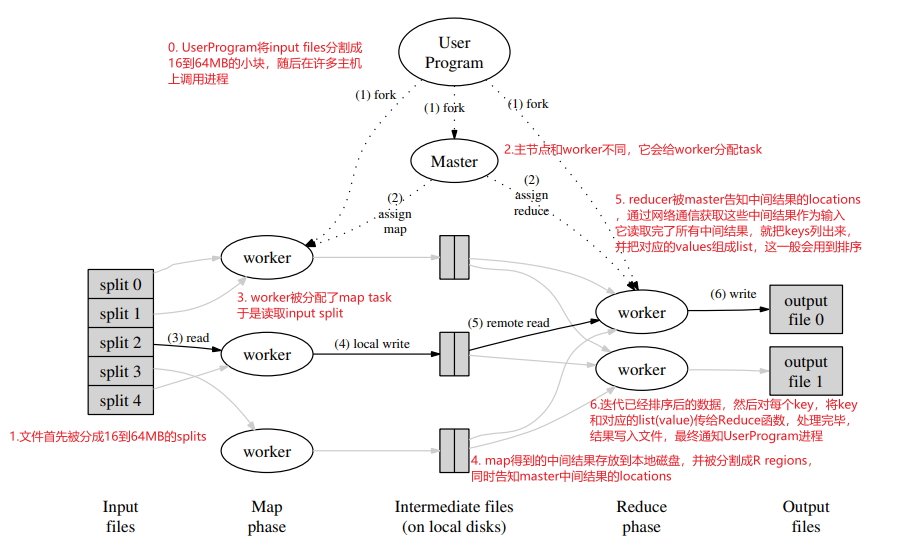 0. UserProgram将input files分割成
16到64MB的小块，随后在许多主机
上调用进程
User
Program
(1) fork
(1) fork
(1) fork
Master
2.主节点和worker不同，它会给worker分配task
(2)
assign
map
(2)
assign
reduce
5. reducer被master告知中间结果的locations
，通过网络通信获取这些中间结果作为输入
它读取完了所有中间结果，就把keys列出来，
并把对应的values组成list，这一般会用到排序
worker
split 0
split 1
split 2
split 3
split 4
3. worker被分配了map task
于是读取input split
(3) read
worker
(4) local write
(5) remote read
worker
(6) write
output
file 0
worker
output
file 1
6.迭代已经排序后的数据，然后对每个key，将key
和对应的list(value)传给Reduce函数，处理完毕，
结果写入文件，最终通知UserProgram进程
1.文件首先被分成16到64MB的splits
worker
4. map得到的中间结果存放到本地磁盘，并被分割成R regions，
同时告知master中间结果的locations
Input
files
Map
phase
Intermediate files
(on local disks)
Reduce
phase
Output
files